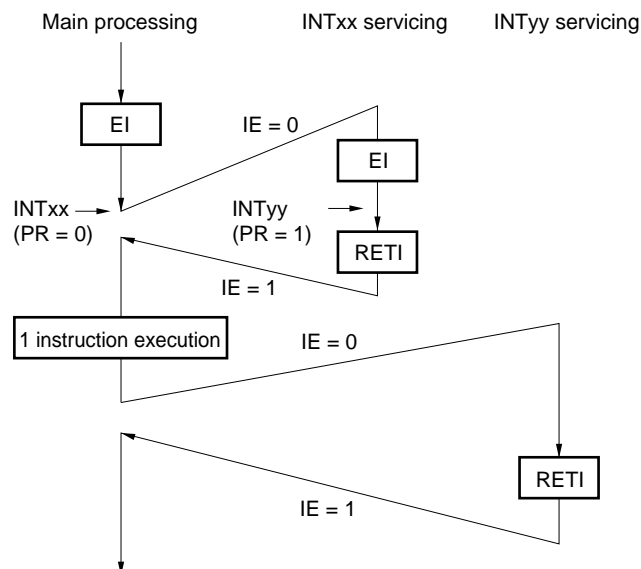 Main processing
INTxx servicing
INTyy servicing
EI
IE = 0
EI
INTxx
(PR = 0)
INTyy
(PR = 1)
RETI
IE = 1
1 instruction execution
IE = 0
RETI
IE = 1